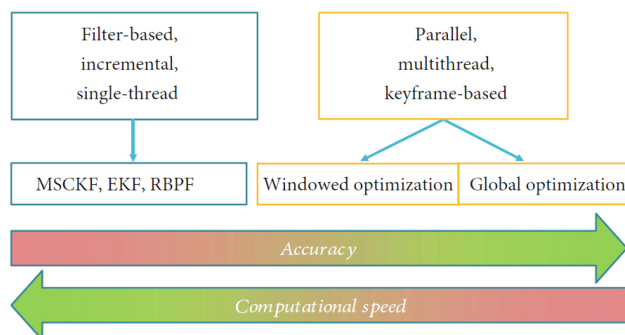 Filter-based,
incremental,
single-thread
Parallel,
multithread,
keyframe-based
MSCKF, EKF, RBPF
Windowed optimization
Global optimization
Accuracy
Computational speed